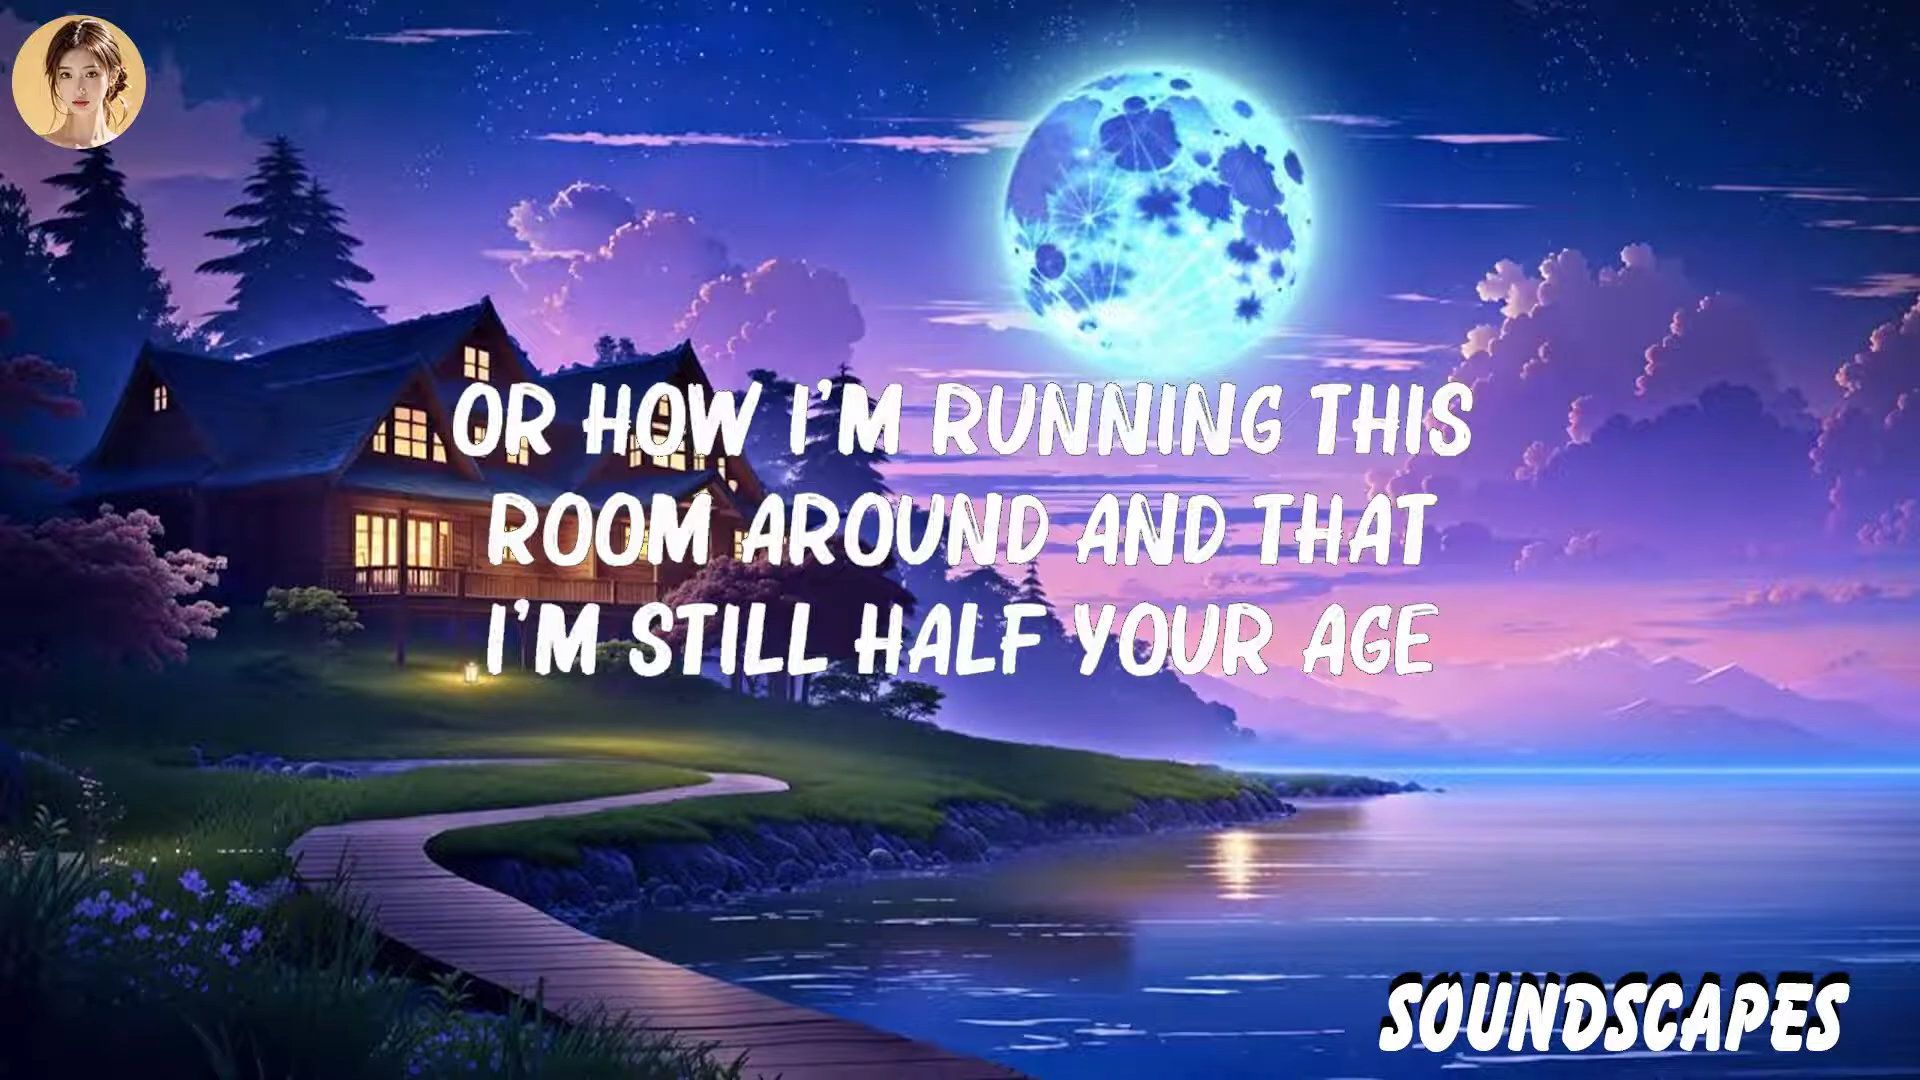 OR HOW I'M RUNNING THIS
ROOM AROUND AND THAT
I'M STILL HALF YOUR AGE
SOUNDSCAPES